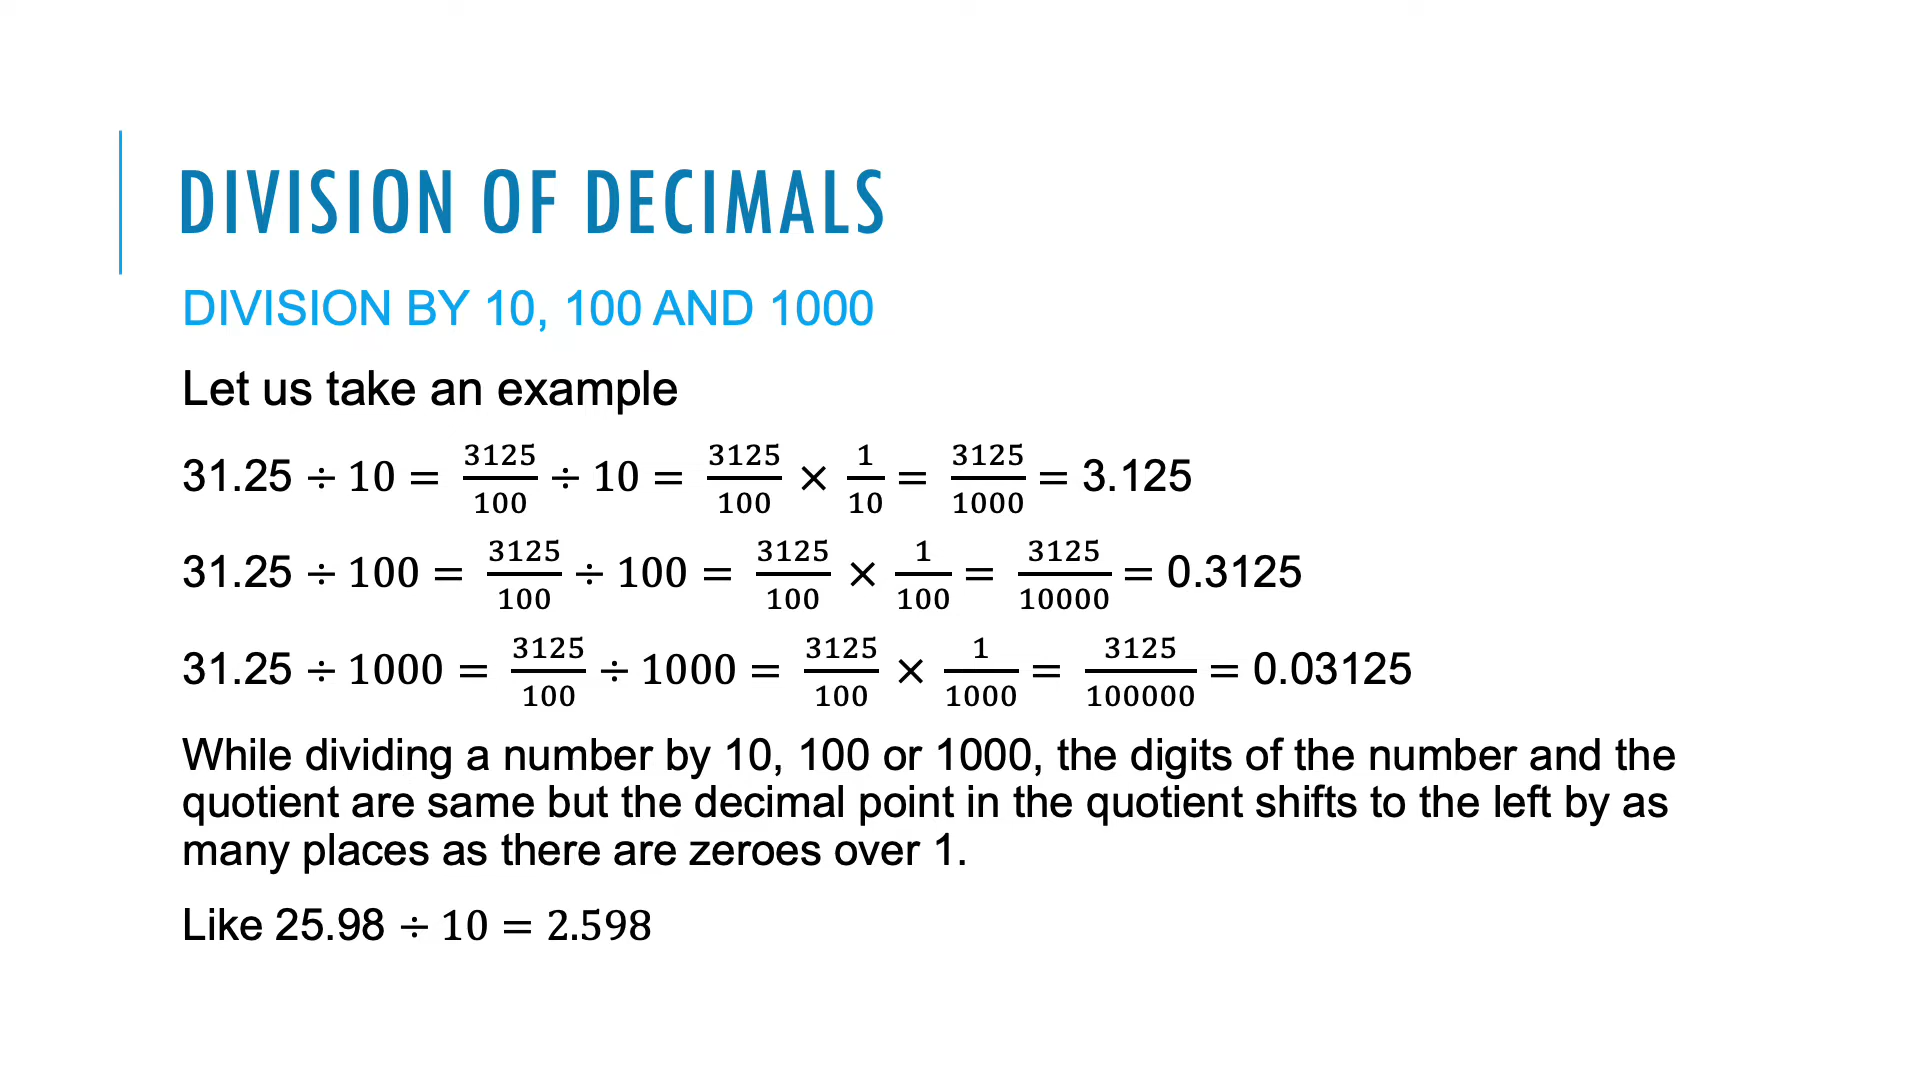 DIVISION OF DECIMALS
DIVISION BY 10, 100 AND 1000
Let us take an example
31.25 ÷ 10 = 3125/100 ÷ 10 = 3125/100 × 1/10 = 3125/1000 = 3.125
31.25 ÷ 100 = 3125/100 ÷ 100 = 3125/100 × 1/100 = 3125/10000 = 0.3125
31.25 ÷ 1000 = 3125/100 ÷ 1000 = 3125/100 × 1/1000 = 3125/100000 = 0.03125
While dividing a number by 10, 100 or 1000, the digits of the number and the
quotient are same but the decimal point in the quotient shifts to the left by as
many places as there are zeroes over 1.
Like 25.98 ÷ 10 = 2.598